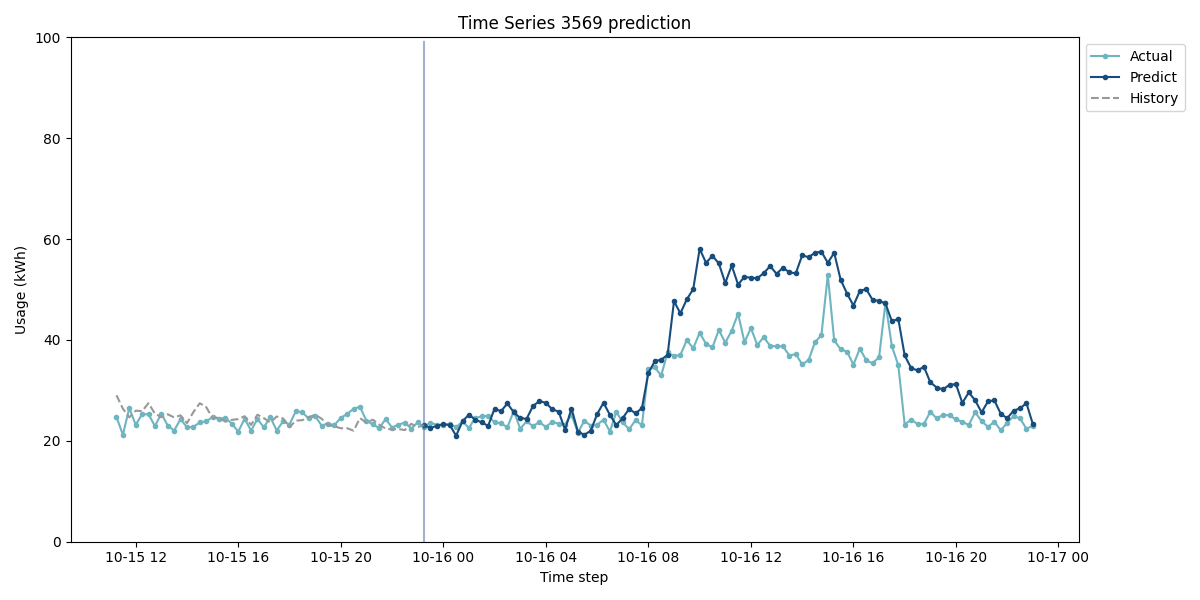 Time Series 3569 prediction
100
80
60
40
20
0
Usage (kWh)
10-15 12
10-15 16
10-15 20
10-16 00
10-16 04
10-16 08
10-16 12
10-16 16
10-16 20
10-17 00
Time step
Actual
Predict
History